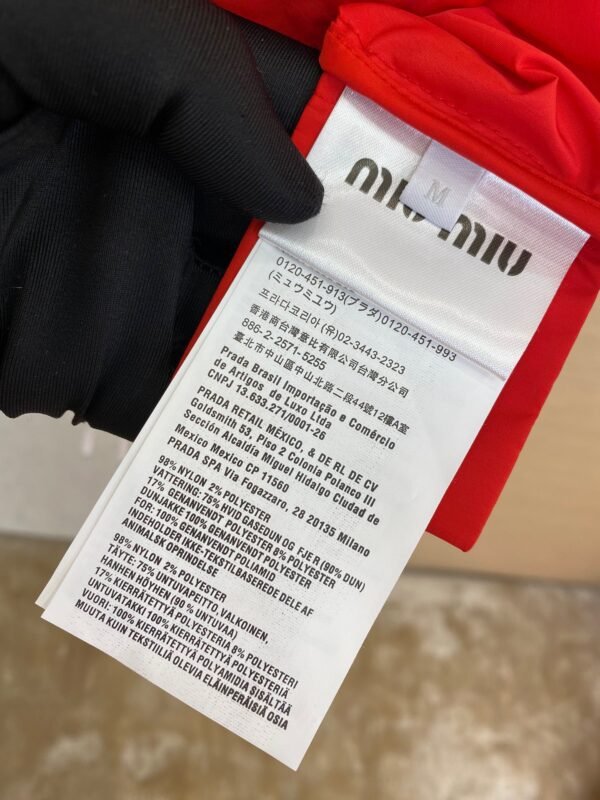 miu miu
M
0120-451-913(プラダ)0120-451-993
(ミュウミュウ)
프라다코리아 (유)02-3443-2323
香港商台灣意比有限公司台灣分公司
886-2-2571-5255
臺北市中山區中山北路二段44號12樓A室
Prada Brasil Importação e Comércio
de Artigos de Luxo Ltda
CNPJ 13.633.271/0001-26
PRADA RETAIL MÉXICO, & DE RL DE CV
Goldsmith 53, Piso 2 Colonia Polanco III
Sección Alcaldía Miguel Hidalgo Ciudad de
Mexico Mexico CP 11560
PRADA SPA Via Fogazzaro, 28 20135 Milano
98% NYLON 2% POLYESTER
VATTERING: 75% HVID GASEDUN OG FJER (90% DUN)
17% GENANVENDT POLYESTER 8% POLYESTER
DUNJAKKE 100% GENANVENDT POLYESTER
FOR: 100% GENANVENDT POLIAMID
INDEHOLDER IKKE-TEKSTILBASEREDE DELE AF
ANIMALSK OPRINDELSE
98% NYLON 2% POLYESTER
TÄYTE: 75% UNTUVAPEITTO, VALKOINEN,
HANHEN HÖYHEN (90 % UNTUVAA)
17% KIERRÄTETTYÄ POLYESTERIA 8% POLYESTERI
UNTUVATAKKI 100% KIERRÄTETTYÄ POLYESTERIÄ
VUORI: 100% KIERRÄTETTYÄ POLYAMIDIA SISÄLTÄÄ
MUUTA KUIN TEKSTIILIÄ OLEVIA ELÄINPERÄISIÄ OSIA